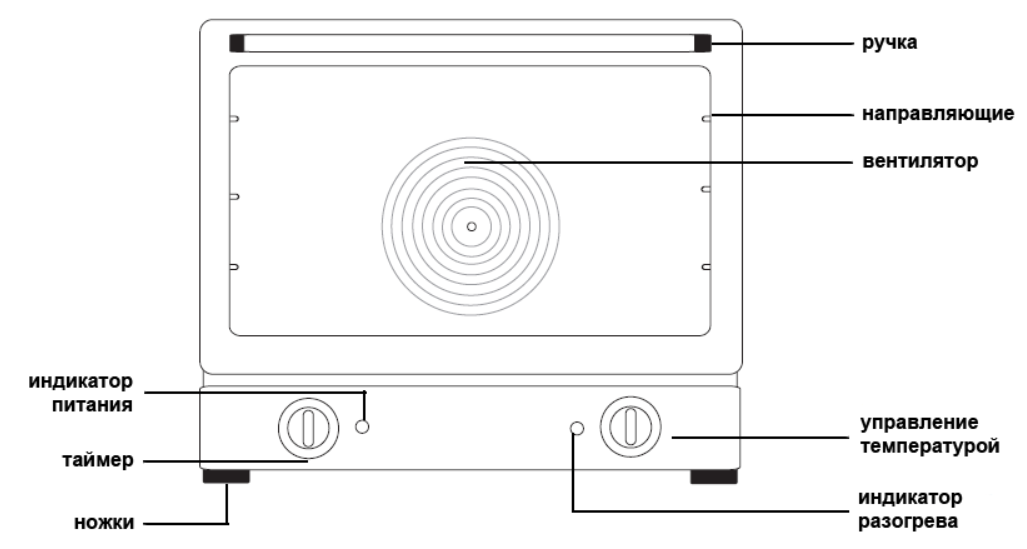 ручка
направляющие
вентилятор
индикатор
питания
таймер
ножки
управление
температурой
индикатор
разогрева